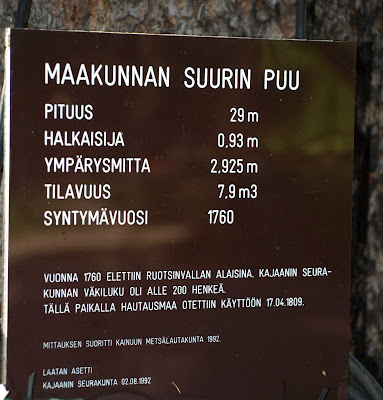 MAAKUNNAN SUURIN PUU
PITUUS 29 m
HALKAISIJA 0,93 m
YMPÄRYSMITTA 2,925 m
TILAVUUS 7,9 m3
SYNTYMÄVUOSI 1760
VUONNA 1760 ELETTIIN RUOTSINVALLAN ALAISINA, KAJAANIN SEURA-
KUNNAN VÄKILUKU OLI ALLE 200 HENKEÄ.
TÄLLÄ PAIKALLA HAUTAUSMAA OTETTIIN KÄYTTÖÖN 17.04.1809.
MITTAUKSEN SUORITTI KAINUUN METSÄLAUTAKUNTA 1992.
LAATAN ASETTI
KAJAANIN SEURAKUNTA 02.08.1992